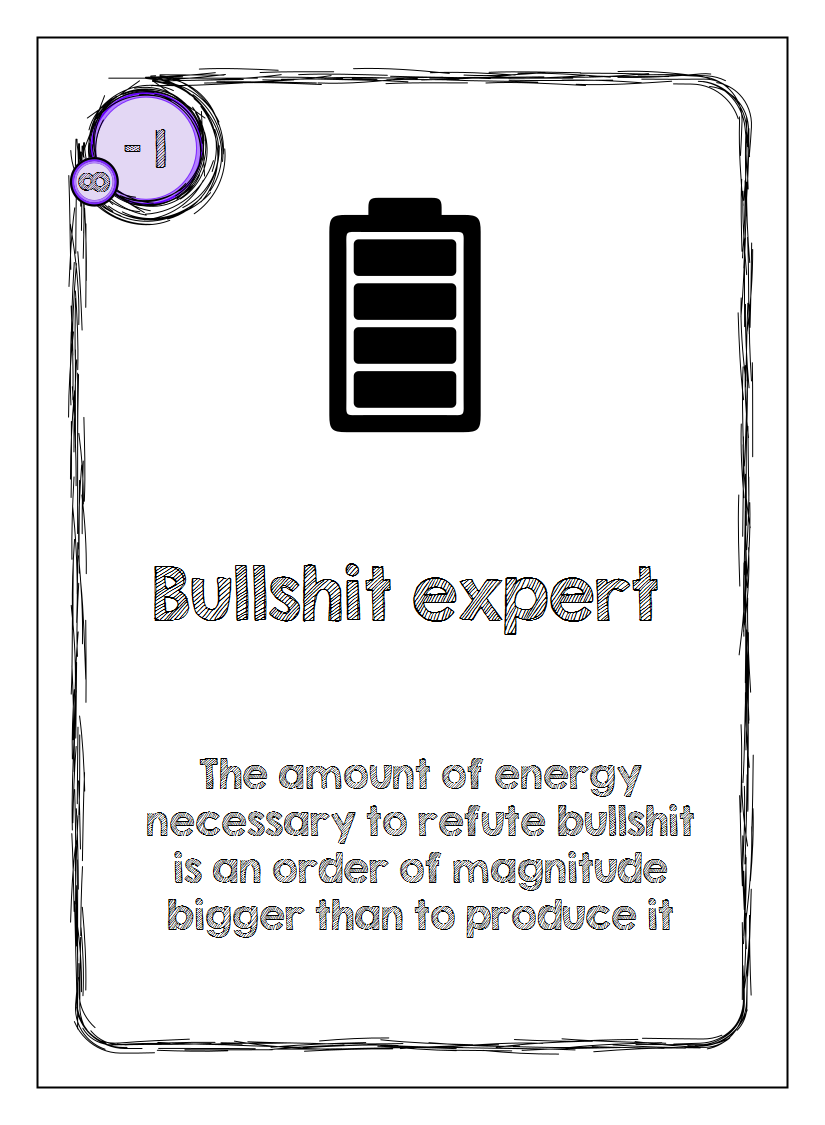 -1
8
Bullshit expert
The amount of energy
necessary to refute bullshit
is an order of magnitude
bigger than to produce it